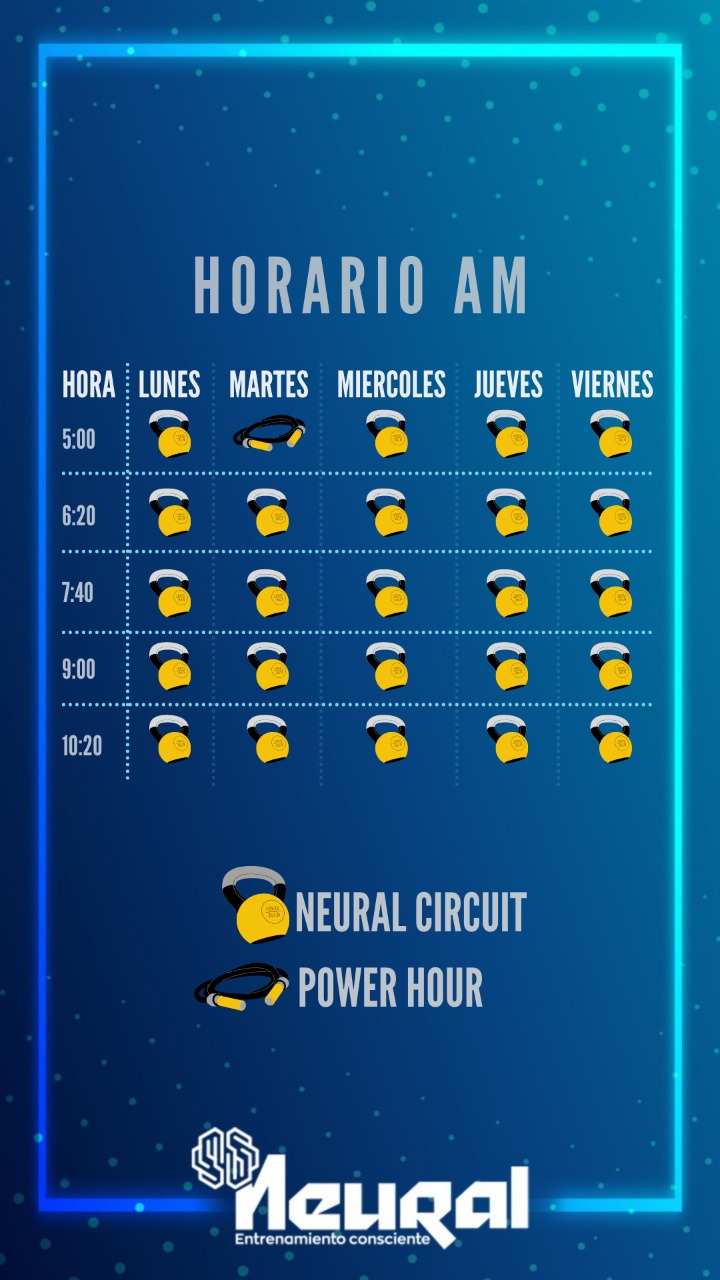 HORARIO AM
HORA LUNES MARTES MIERCOLES JUEVES VIERNES
5:00
6:20
7:40
9:00
10:20
NEURAL CIRCUIT
POWER HOUR
Neural
Entrenamiento consciente